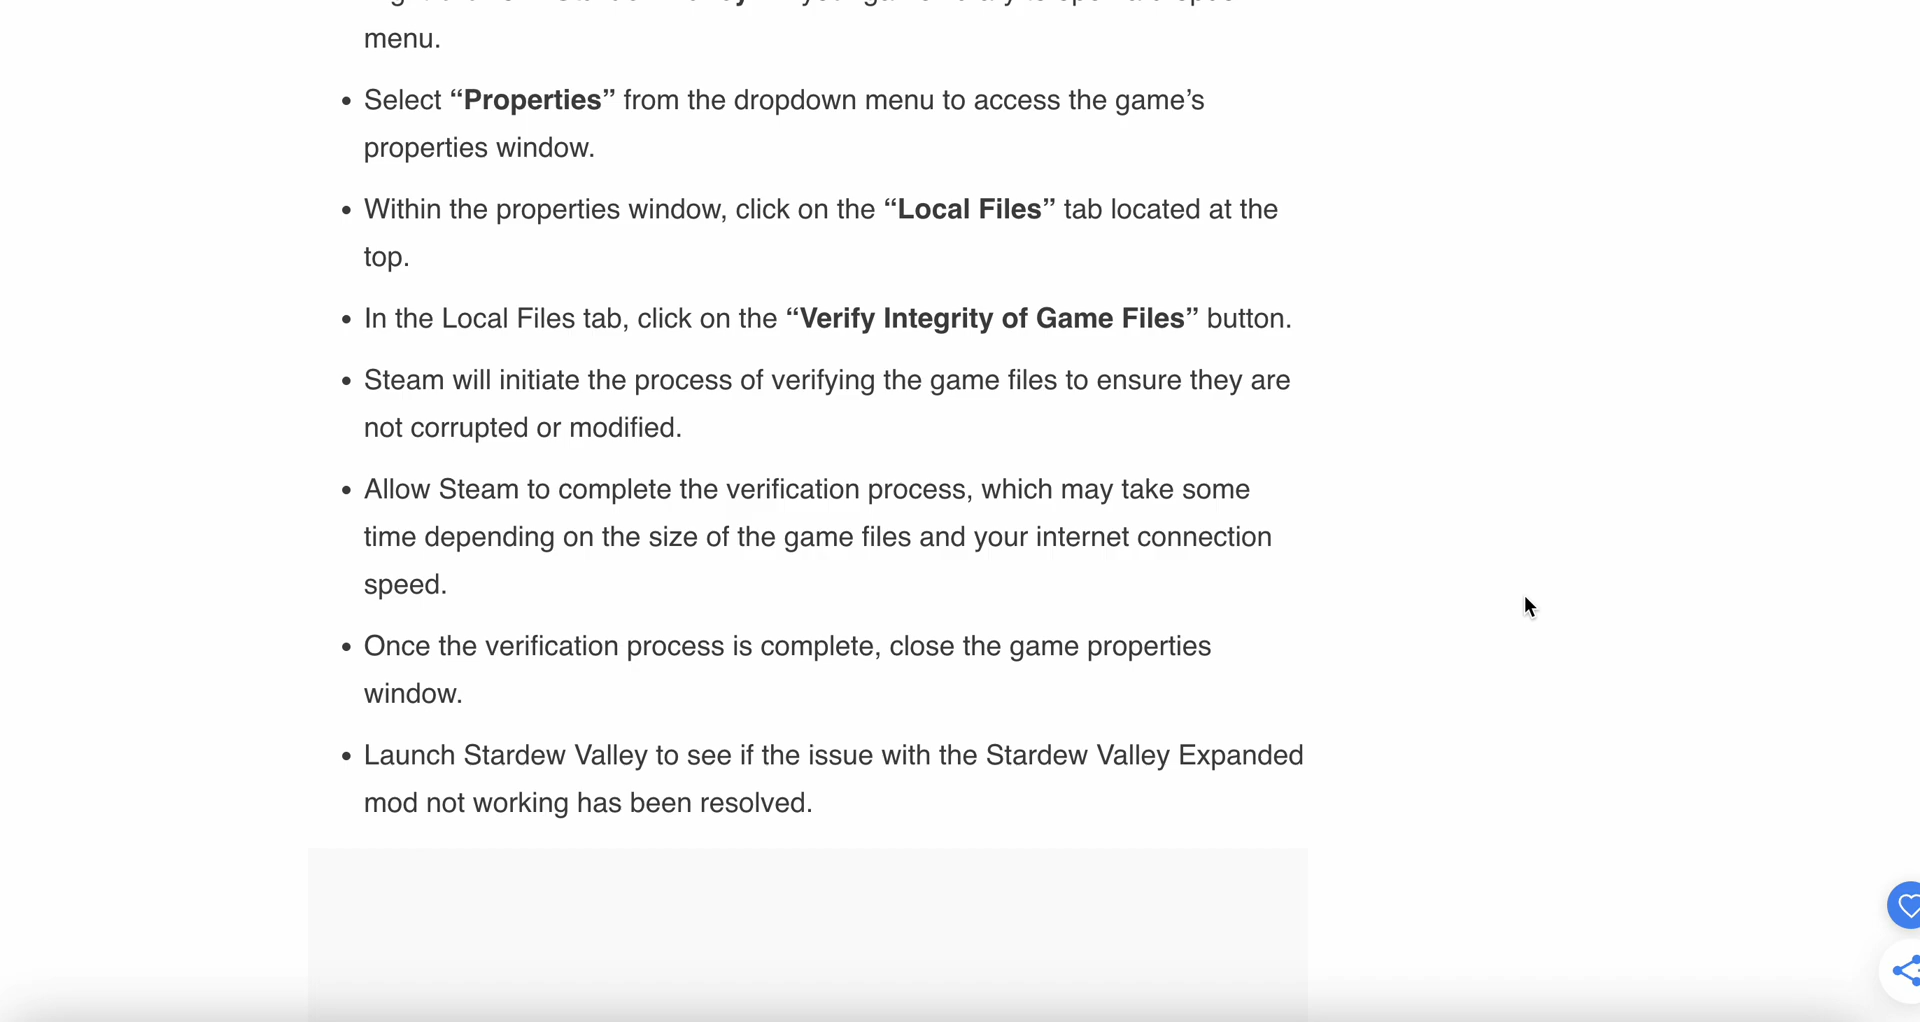 menu.
Select “Properties” from the dropdown menu to access the game’s
properties window.
Within the properties window, click on the “Local Files” tab located at the
top.
In the Local Files tab, click on the “Verify Integrity of Game Files” button.
Steam will initiate the process of verifying the game files to ensure they are
not corrupted or modified.
Allow Steam to complete the verification process, which may take some
time depending on the size of the game files and your internet connection
speed.
Once the verification process is complete, close the game properties
window.
Launch Stardew Valley to see if the issue with the Stardew Valley Expanded
mod not working has been resolved.